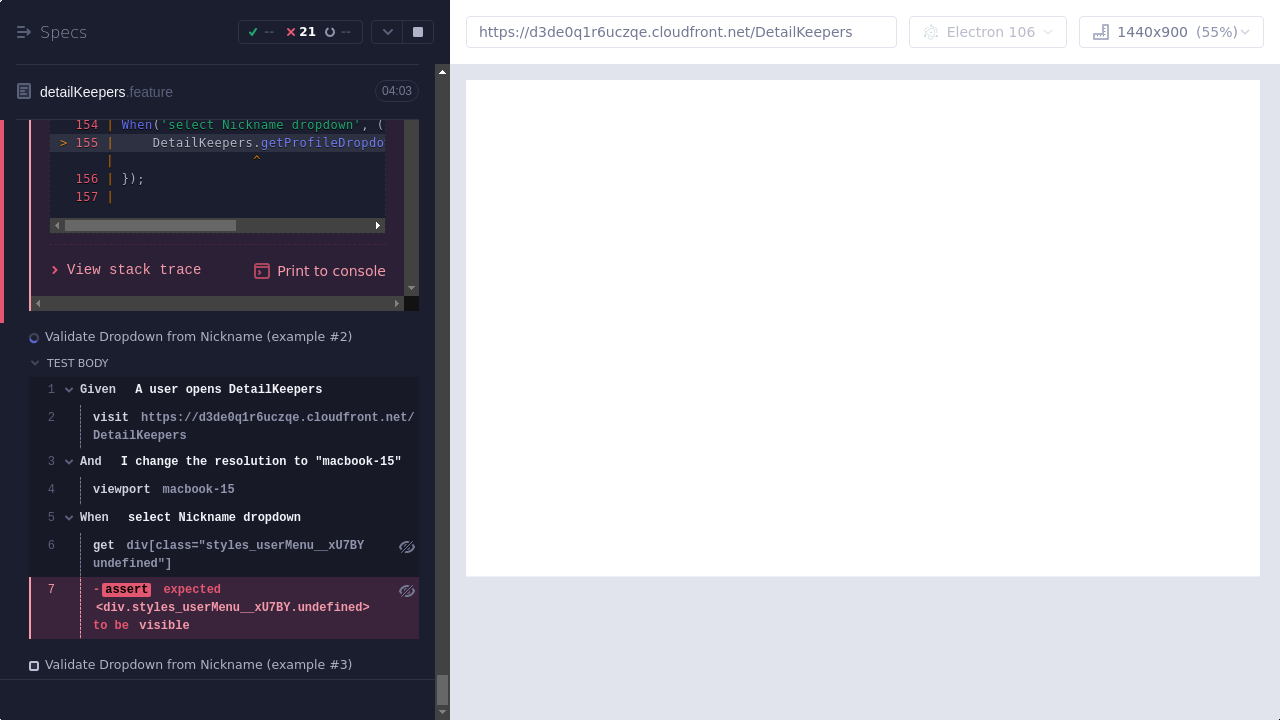 Specs
-- 21 --
https://d3de0q1r6uczqe.cloudfront.net/DetailKeepers
Electron 106
1440x900 (55%)
detailKeepers.feature
04:03
154 | When('select Nickname dropdown', (
> 155 | DetailKeepers.getProfileDropdo
| ^
156 | });
157 |
View stack trace
Print to console
Validate Dropdown from Nickname (example #2)
TEST BODY
1 Given A user opens DetailKeepers
2 visit https://d3de0q1r6uczqe.cloudfront.net/
DetailKeepers
3 And I change the resolution to "macbook-15"
4 viewport macbook-15
5 When select Nickname dropdown
6 get div[class="styles_userMenu__xU7BY
undefined"]
7 -assert expected
<div.styles_userMenu__xU7BY.undefined>
to be visible
Validate Dropdown from Nickname (example #3)